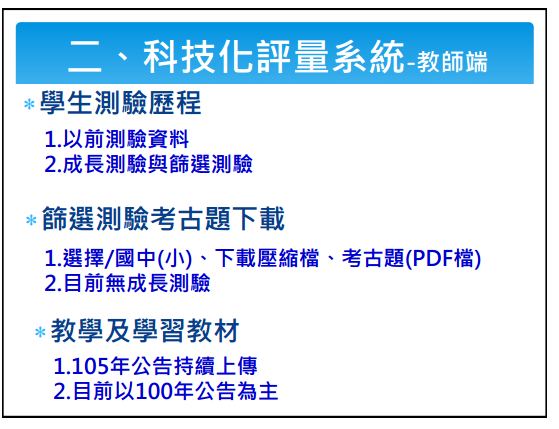 二、科技化評量系統-教師端
*學生測驗歷程
1.以前測驗資料
2.成長測驗與篩選測驗
*篩選測驗考古題下載
1.選擇/國中(小)、下載壓縮檔、考古題(PDF檔)
2.目前無成長測驗
*教學及學習教材
1.105年公告持續上傳
2.目前以100年公告為主